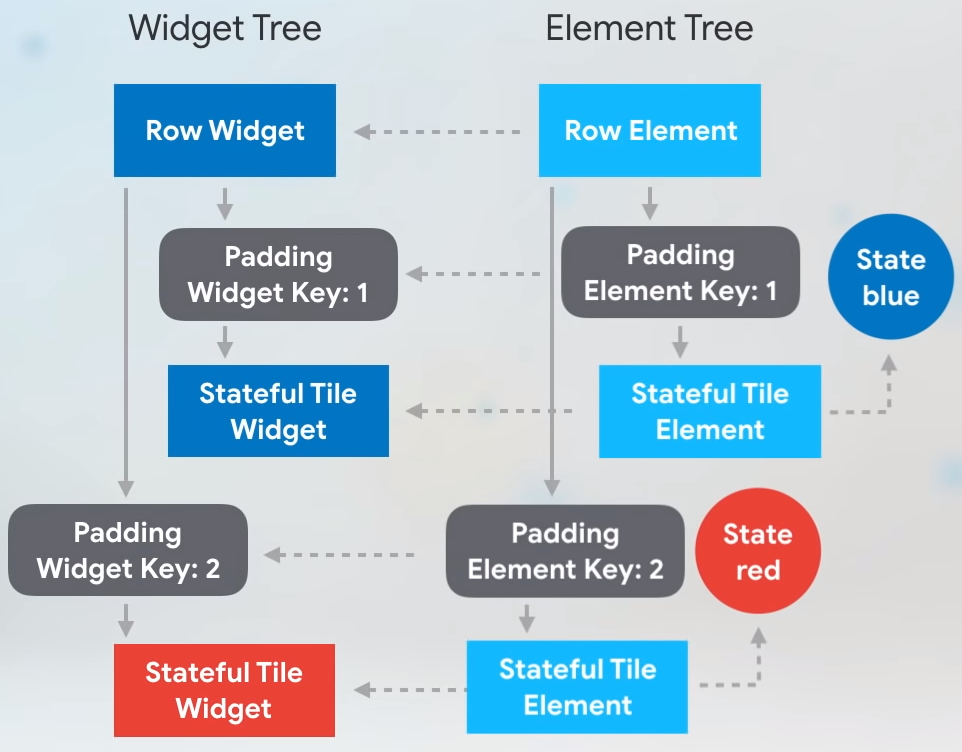 Widget Tree
Element Tree
Row Widget
Row Element
Padding
Widget Key: 1
Padding
Element Key: 1
State
blue
Stateful Tile
Widget
Stateful Tile
Element
Padding
Widget Key: 2
Padding
Element Key: 2
State
red
Stateful Tile
Widget
Stateful Tile
Element